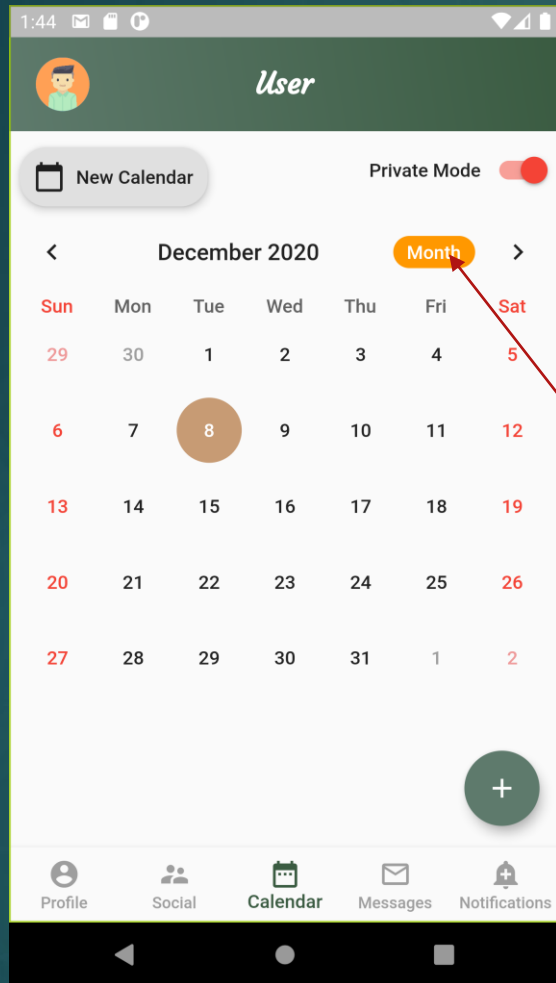 1:44
User
New Calendar
Private Mode
December 2020
Month
Sun Mon Tue Wed Thu Fri Sat
29 30 1 2 3 4 5
6 7 8 9 10 11 12
13 14 15 16 17 18 19
20 21 22 23 24 25 26
27 28 29 30 31 1 2
+
Profile Social Calendar Messages Notifications